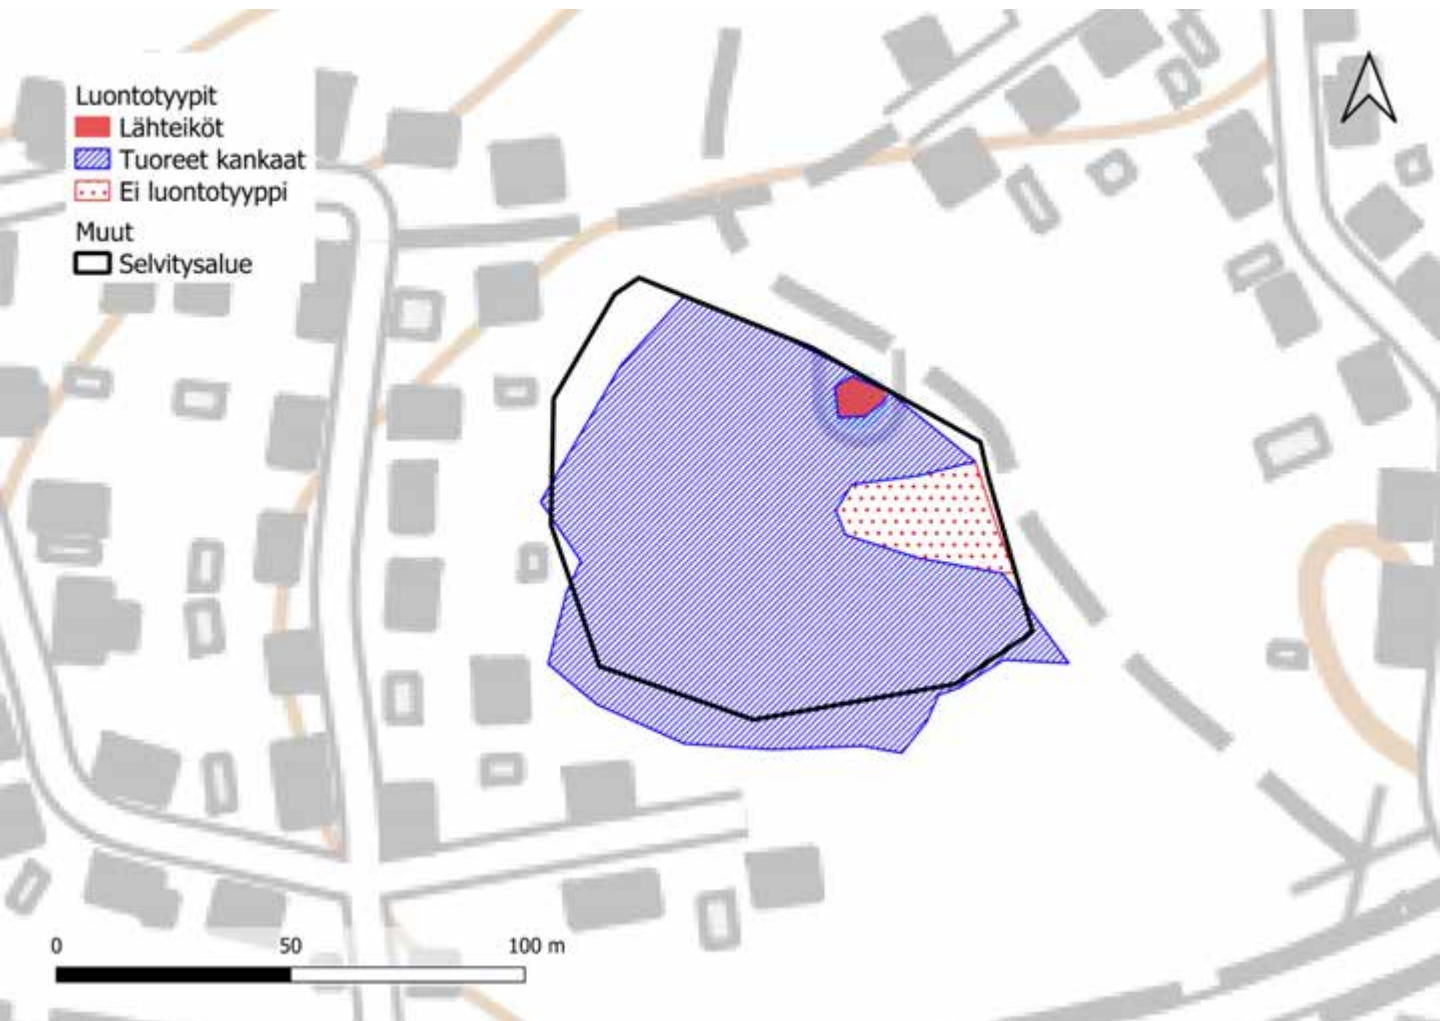 Luontotyypit
Lähteiköt
Tuoreet kankaat
Ei luontotyyppi
Muut
Selvitysalue
0 50 100 m